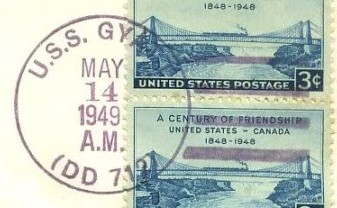 U.S.S. GY
MAY
14
1949
A.M.
(DD 7
1848-1948
UNITED STATES POSTAGE 3¢
A CENTURY OF FRIENDSHIP
UNITED STATES - CANADA
1848-1948